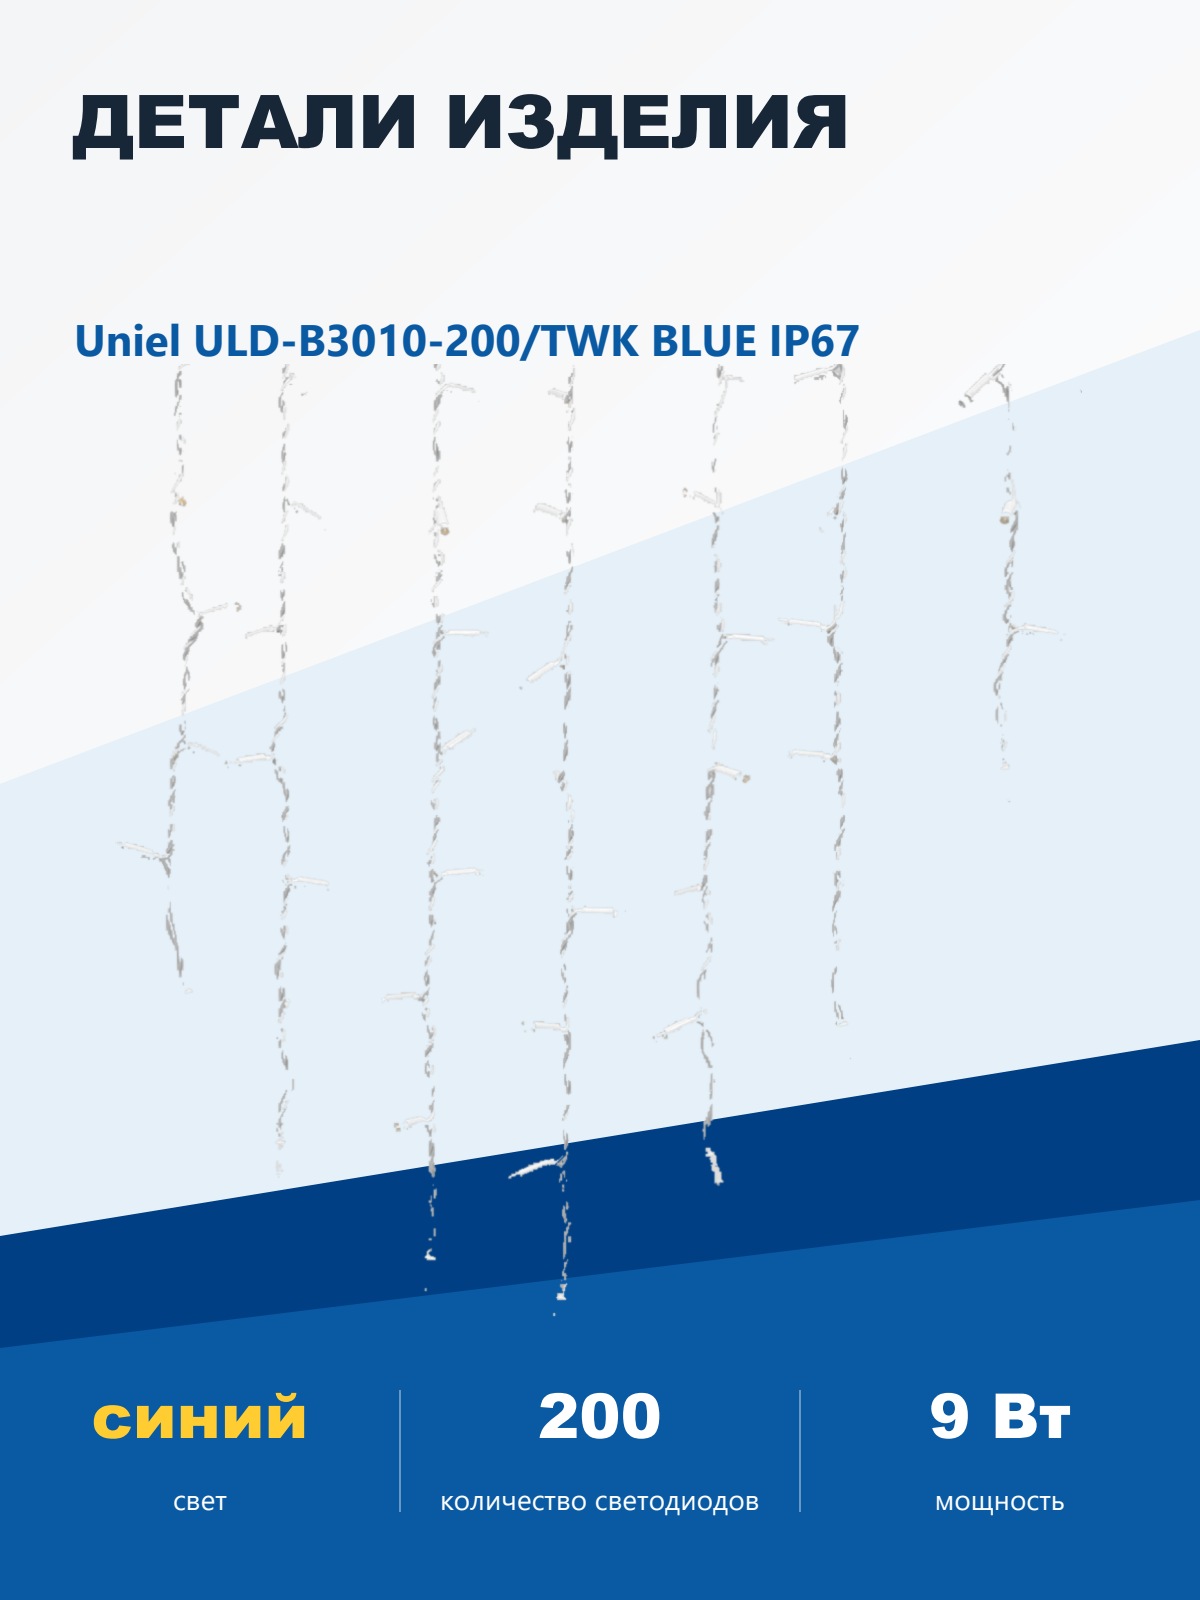 ДЕТАЛИ ИЗДЕЛИЯ
Uniel ULD-B3010-200/TWK BLUE IP67
синий
свет
200
количество светодиодов
9 Вт
мощность